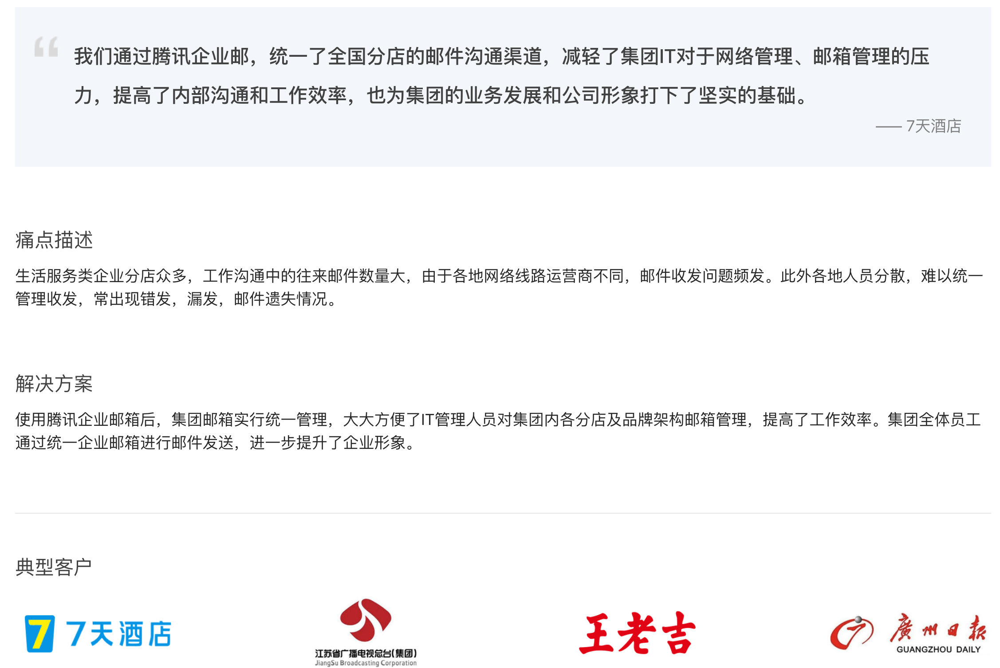 我们通过腾讯企业邮，统一了全国分店的邮件沟通渠道，减轻了集团IT对于网络管理、邮箱管理的压
力，提高了内部沟通和工作效率，也为集团的业务发展和公司形象打下了坚实的基础。
—— 7天酒店
痛点描述
生活服务类企业分店众多，工作沟通中的往来邮件数量大，由于各地网络线路运营商不同，邮件收发问题频发。此外各地人员分散，难以统一
管理收发，常出现错发，漏发，邮件遗失情况。
解决方案
使用腾讯企业邮箱后，集团邮箱实行统一管理，大大方便了IT管理人员对集团内各分店及品牌架构邮箱管理，提高了工作效率。集团全体员工
通过统一企业邮箱进行邮件发送，进一步提升了企业形象。
典型客户
7 7天酒店
江苏省广播电视总台(集团)
JiangSu Broadcasting Corporation
王老吉
廣州日報
GUANGZHOU DAILY